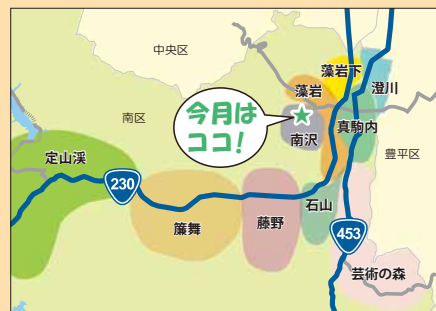 中央区
藻岩下
澄川
藻岩
今月は
ココ!
南区
真駒内
南沢
定山渓
豊平区
230
石山
簾舞
藤野
453
芸術の森